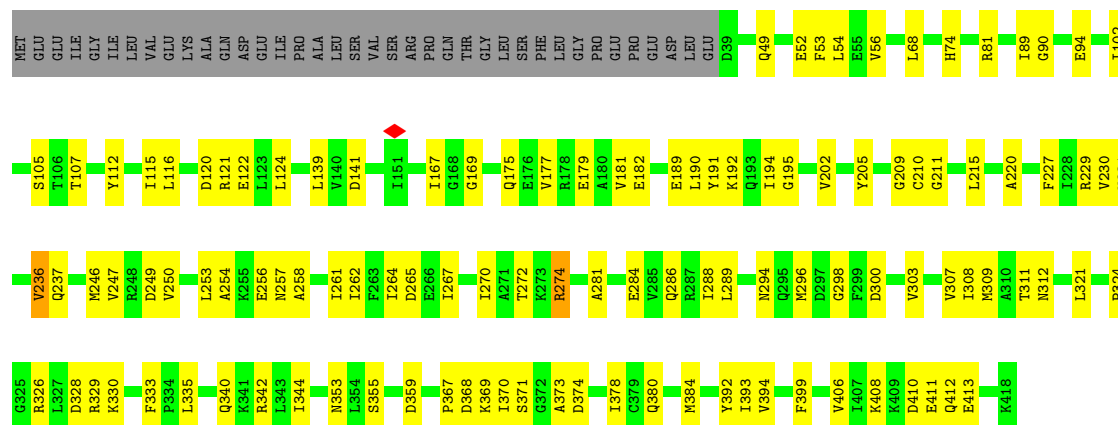 MET GLU GLU ILE GLY ILE LEU VAL GLU LYS ALA GLN ASP GLU ILE PRO ALA LEU SER VAL SER ARG PRO GLN THR GLY LEU SER PHE LEU GLY PRO GLU PRO GLU ASP LEU LEU GLU D39 Q49 E52 F53 L54 E55 V56 L68 H74 R81 I89 G90 E94 I102
S105 T106 T107 Y112 I115 L116 D120 R121 E122 L123 L124 L139 V140 D141 I151 I167 G168 G169 Q175 E176 V177 R178 E179 A180 V181 E182 E189 L190 Y191 K192 Q193 I194 G195 V202 Y205 G209 C210 G211 L215 A220 F227 I228 R229 V230
V236 Q237 M246 V247 R248 D249 V250 L253 A254 K255 E256 N257 A258 I261 I262 F263 I264 D265 E266 I267 I270 A271 T272 K273 R274 A281 E284 V285 Q286 R287 I288 L289 N294 Q295 M296 D297 G298 F299 D300 V303 V307 I308 M309 A310 T311 N312 L321
G325 R326 L327 D328 R329 K330 F333 P334 L335 Q340 K341 R342 L343 I344 N353 L354 S355 D359 P367 D368 K369 I370 S371 G372 A373 D374 I378 C379 Q380 M384 Y392 I393 V394 F399 V406 I407 K408 K409 D410 E411 Q412 E413 K418